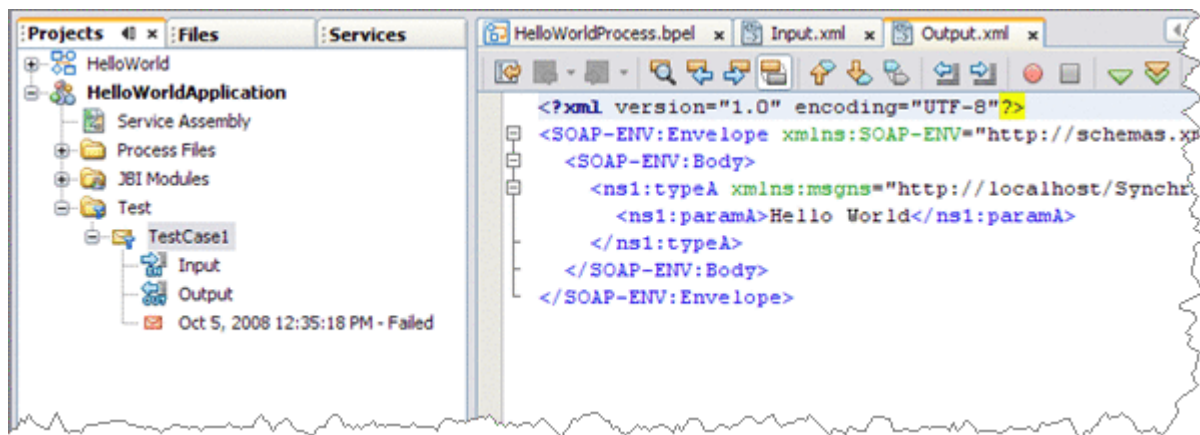 Projects
Files
Services
HelloWorld
HelloWorldApplication
Service Assembly
Process Files
JBI Modules
Test
TestCase1
Input
Output
Oct 5, 2008 12:35:18 PM - Failed
HelloWorldProcess.bpel
Input.xml
Output.xml
<?xml version="1.0" encoding="UTF-8"?>
<SOAP-ENV:Envelope xmlns:SOAP-ENV="http://schemas.xm
<SOAP-ENV:Body>
<ns1:typeA xmlns:msgns="http://localhost/Synchr
<ns1:paramA>Hello World</ns1:paramA>
</ns1:typeA>
</SOAP-ENV:Body>
</SOAP-ENV:Envelope>